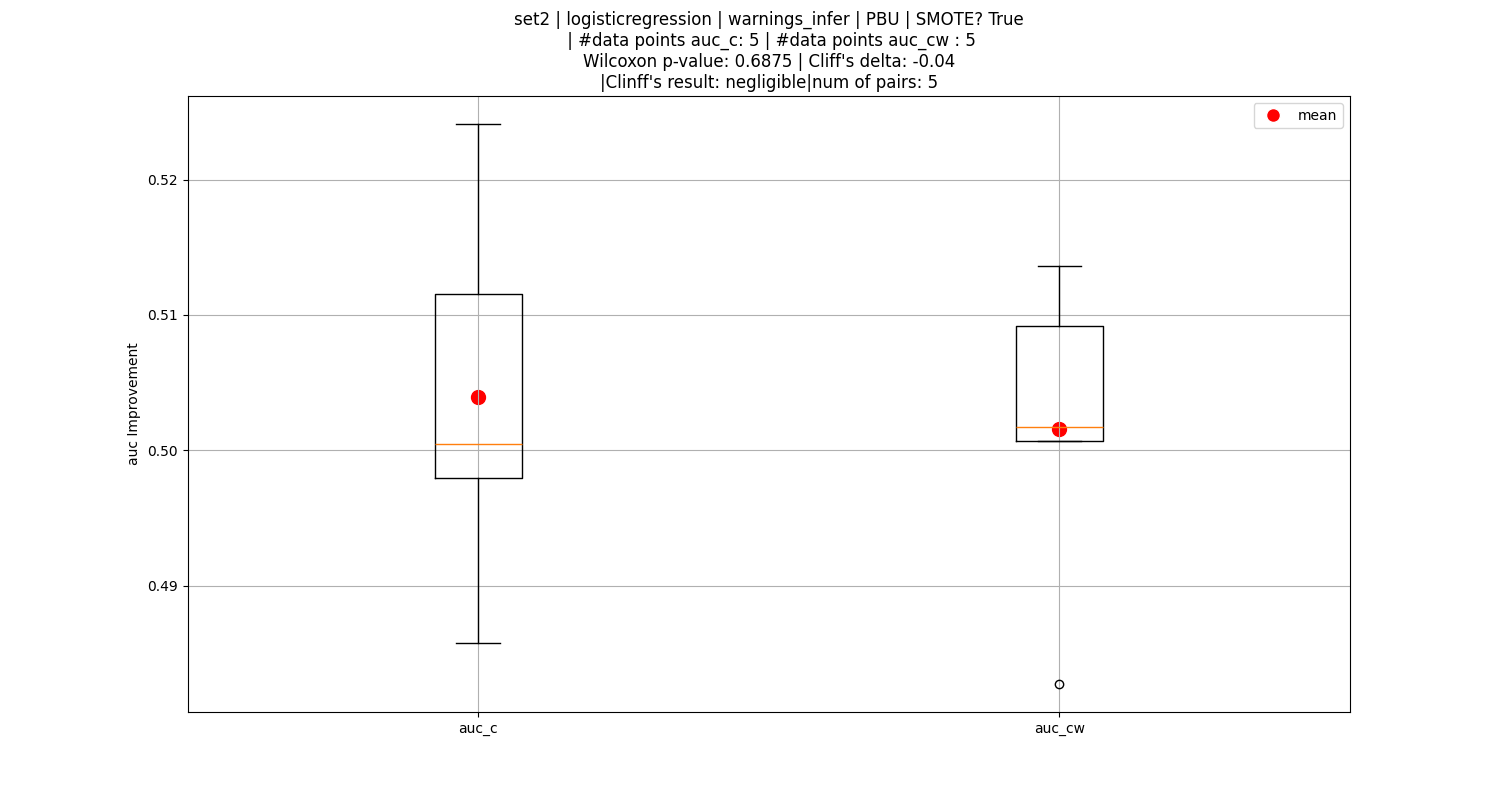 set2 | logisticregression | warnings_infer | PBU | SMOTE? True
| #data points auc_c: 5 | #data points auc_cw : 5
Wilcoxon p-value: 0.6875 | Cliff's delta: -0.04
|Clinff's result: negligible|num of pairs: 5
mean
0.52
0.51
0.50
0.49
auc Improvement
auc_c
auc_cw